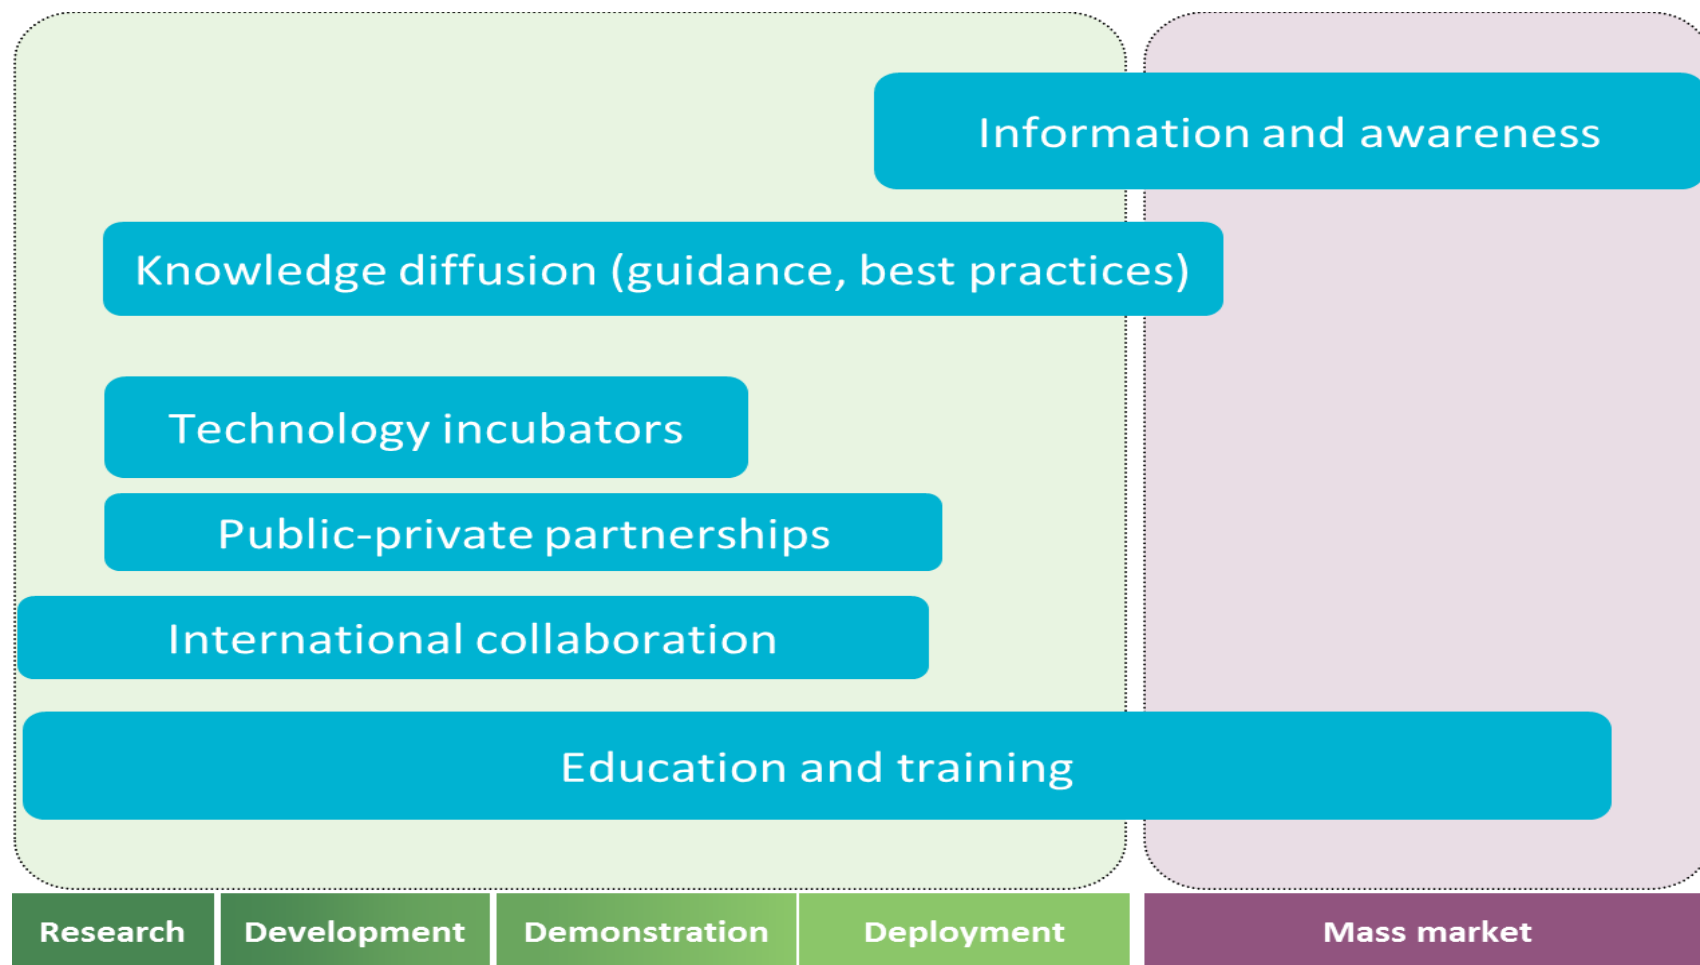 Information and awareness
Knowledge diffusion (guidance, best practices)
Technology incubators
Public-private partnerships
International collaboration
Education and training
Research
Development
Demonstration
Deployment
Mass market